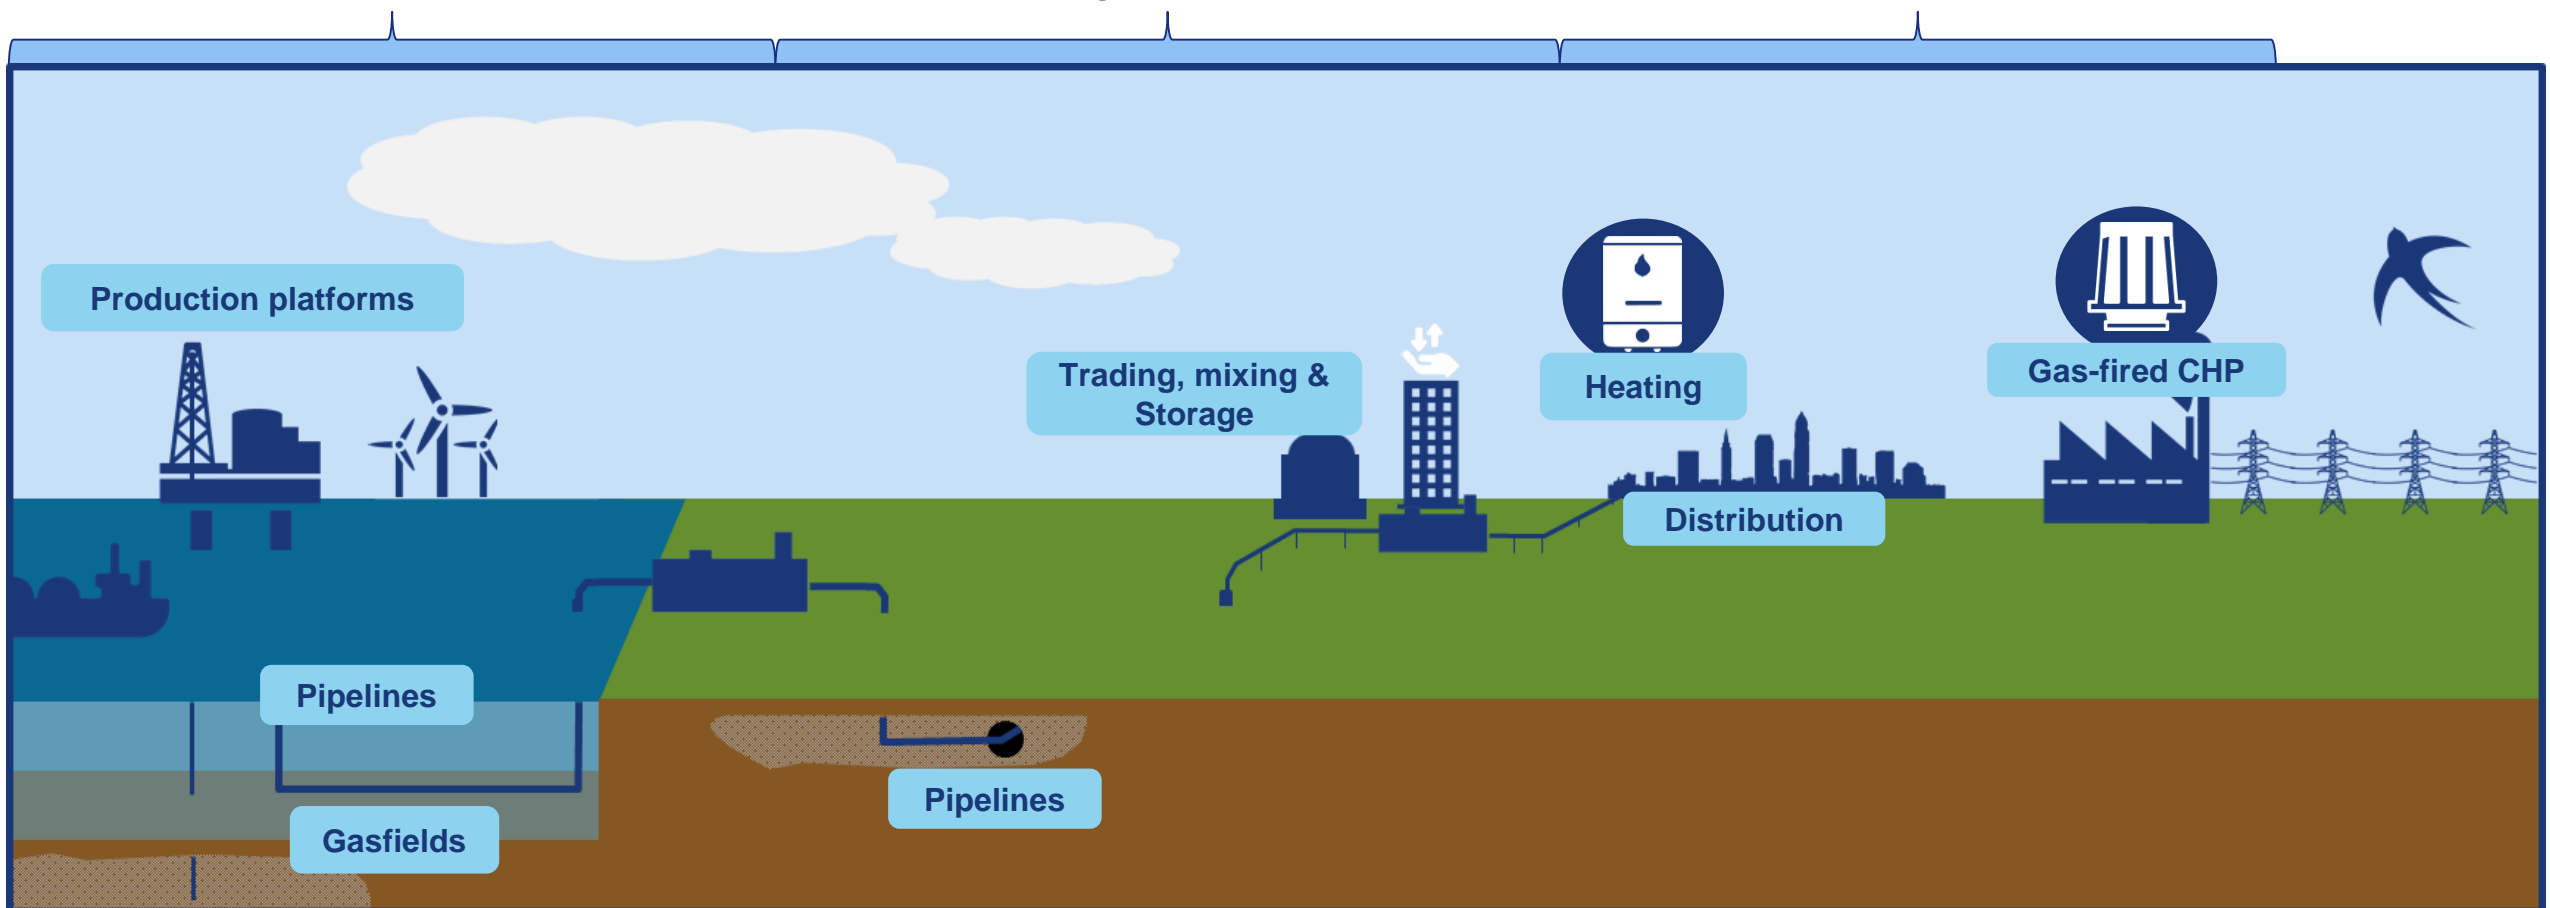 Production platforms
Trading, mixing &
Storage
Heating
Gas-fired CHP
Distribution
Pipelines
Pipelines
Gasfields